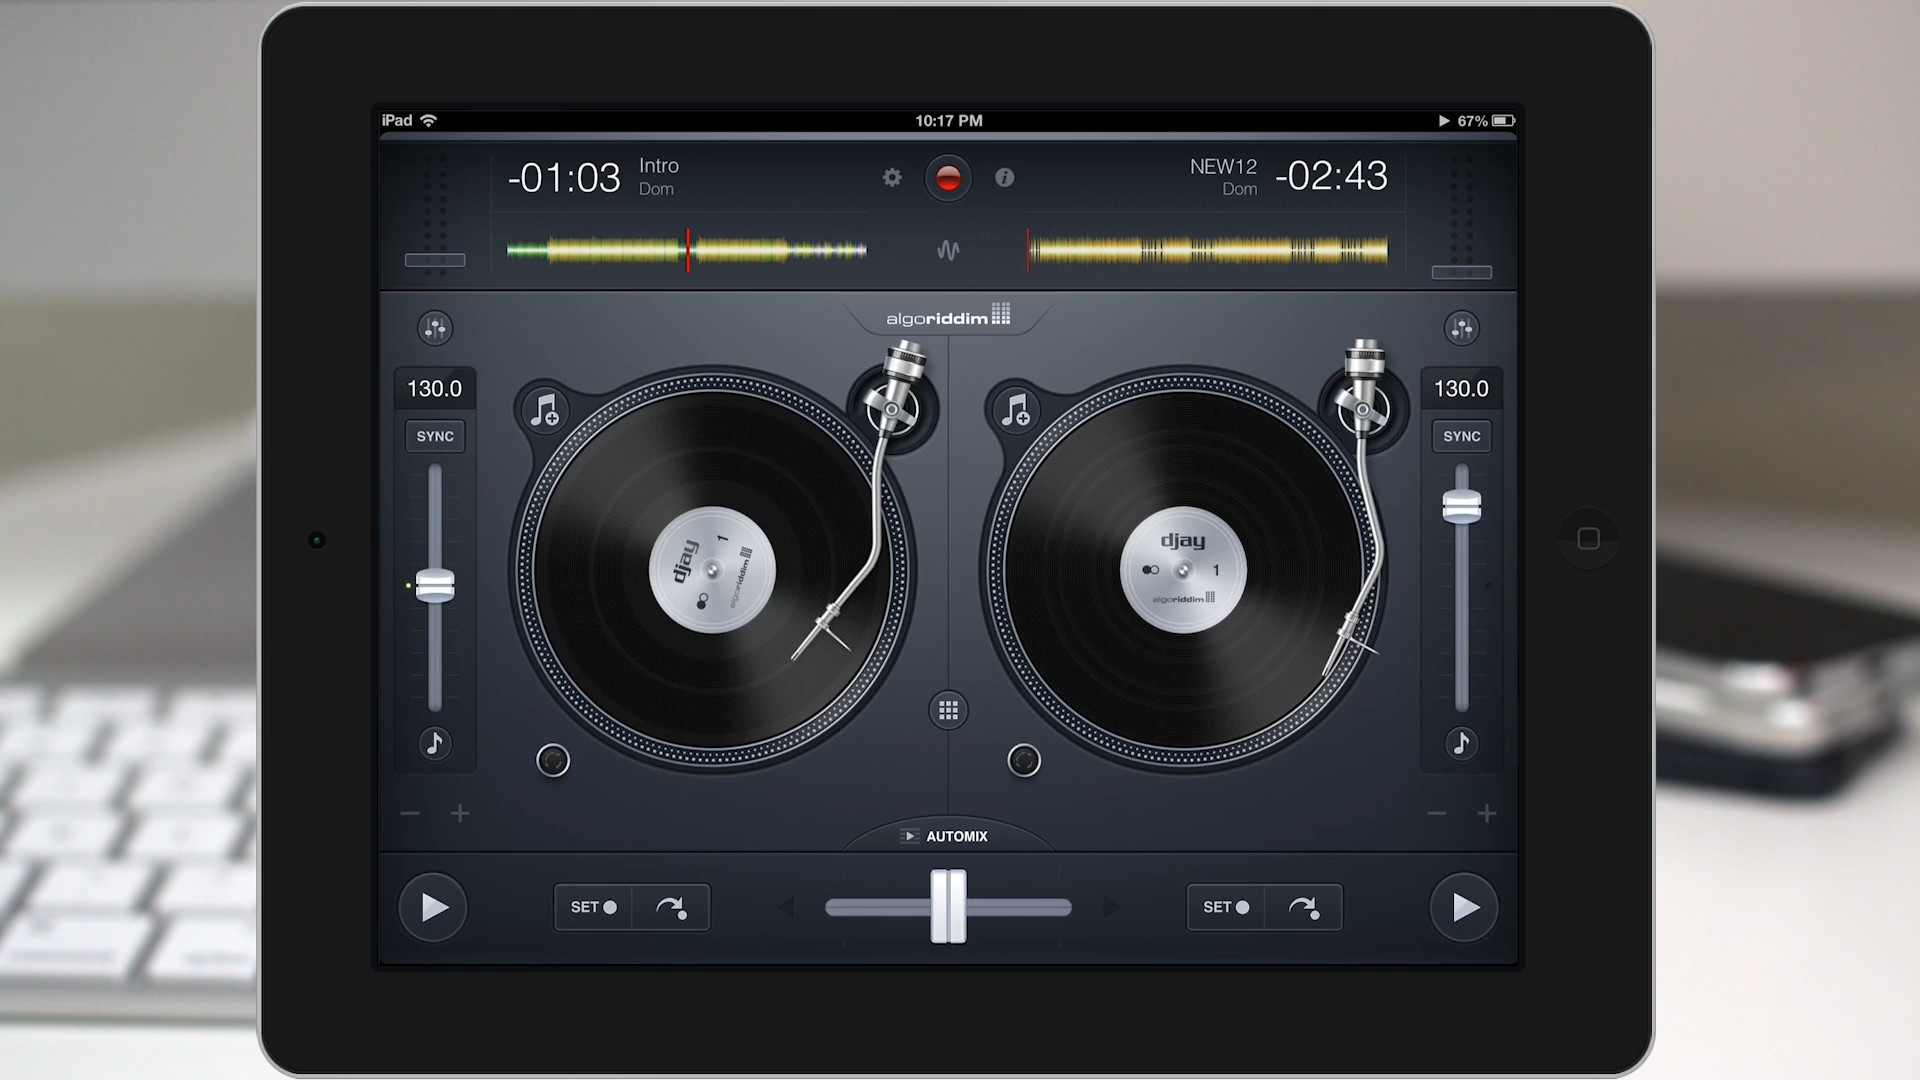 iPad
10:17 PM
67%
-01:03
Intro
Dom
NEW12
Dom
-02:43
algoriddim
130.0
SYNC
130.0
SYNC
djay
1
algoriddim
djay
1
algoriddim
AUTOMIX
SET
SET